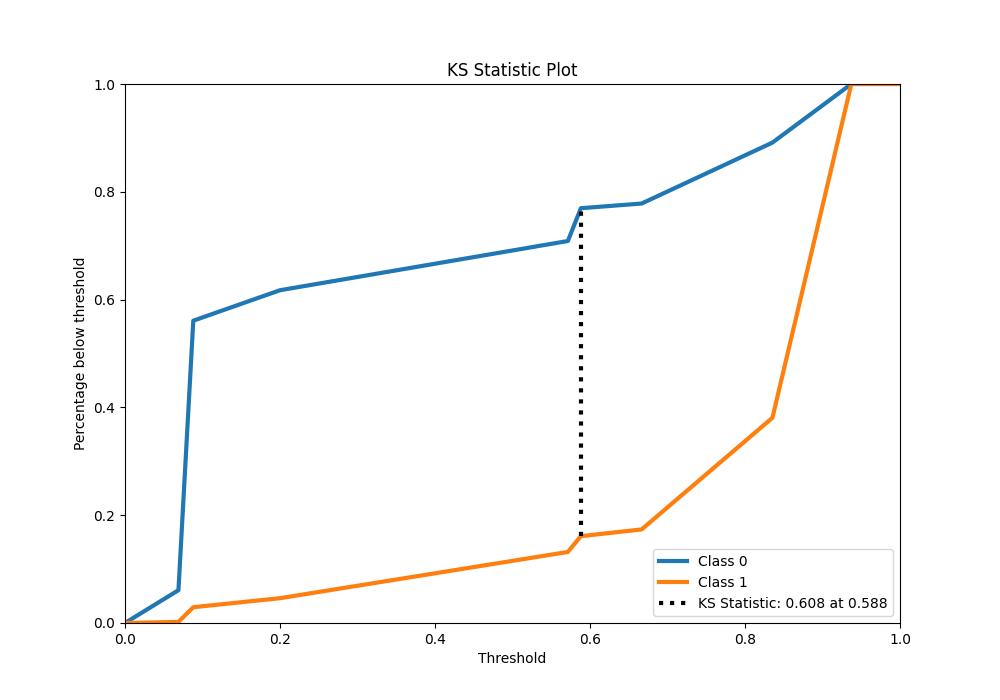 KS Statistic Plot
Percentage below threshold
1.0
0.8
0.6
0.4
0.2
0.0
0.0 0.2 0.4 0.6 0.8 1.0
Threshold
Class 0
Class 1
KS Statistic: 0.608 at 0.588